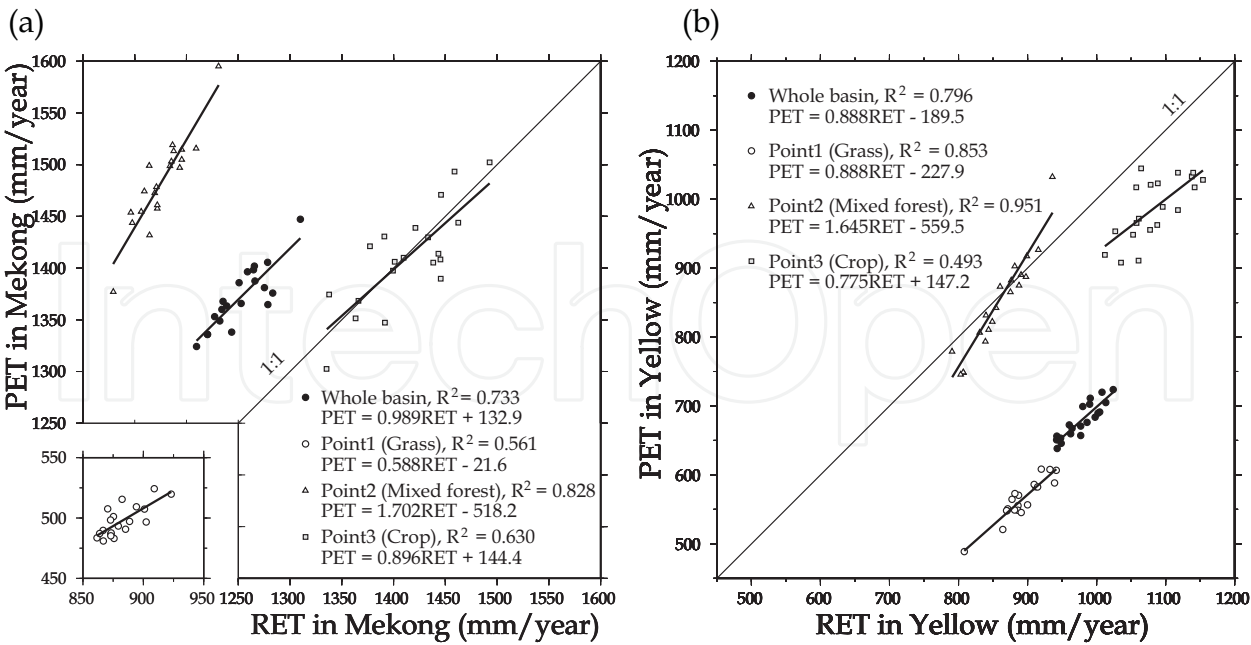 (a)
PET in Mekong (mm/year)
1600
1550
1500
1450
1400
1350
1300
1250
550
500
450
1:1
Whole basin, R² = 0.733
PET = 0.989RET + 132.9
Point1 (Grass), R² = 0.561
PET = 0.588RET - 21.6
Point2 (Mixed forest), R² = 0.828
PET = 1.702RET - 518.2
Point3 (Crop), R² = 0.630
PET = 0.896RET + 144.4
850 900 950 1250 1300 1350 1400 1450 1500 1550 1600
RET in Mekong (mm/year)
(b)
PET in Yellow (mm/year)
1200
1100
1000
900
800
700
600
500
1:1
Whole basin, R² = 0.796
PET = 0.888RET - 189.5
Point1 (Grass), R² = 0.853
PET = 0.888RET - 227.9
Point2 (Mixed forest), R² = 0.951
PET = 1.645RET - 559.5
Point3 (Crop), R² = 0.493
PET = 0.775RET + 147.2
500 600 700 800 900 1000 1100 1200
RET in Yellow (mm/year)
IntechOpen